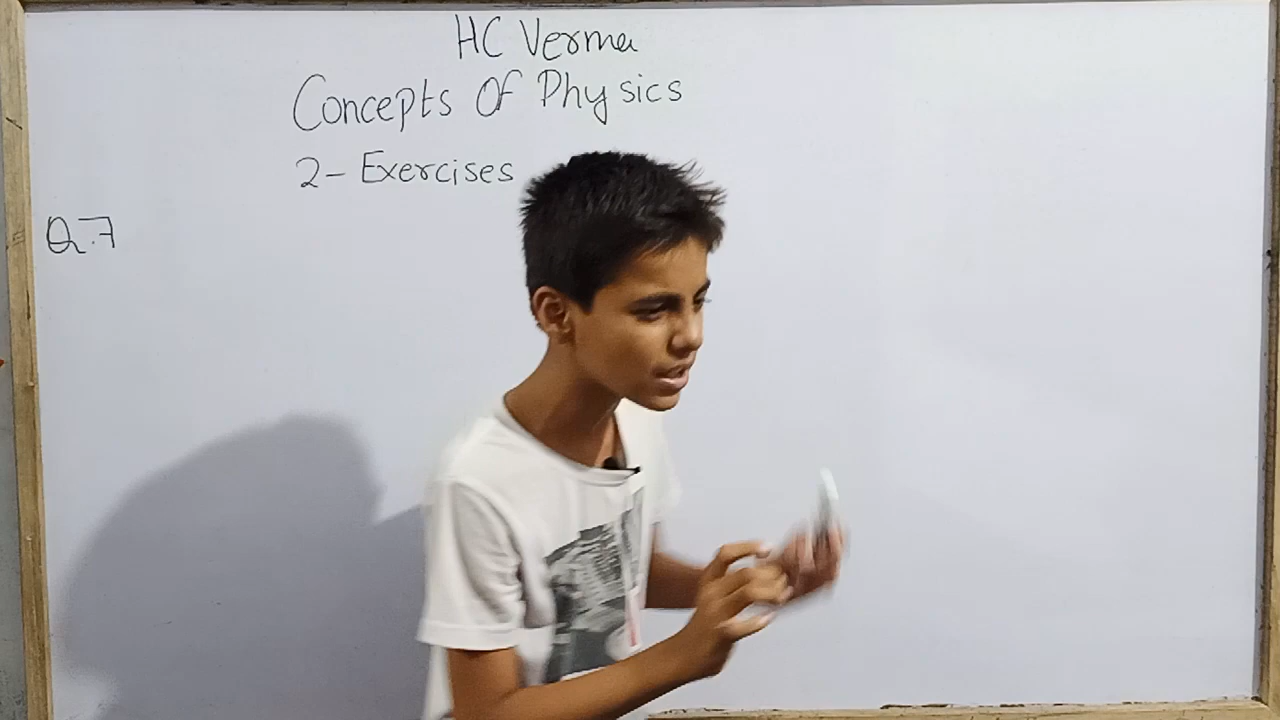 HC Verma
Concepts Of Physics
2- Exercises
Q.7